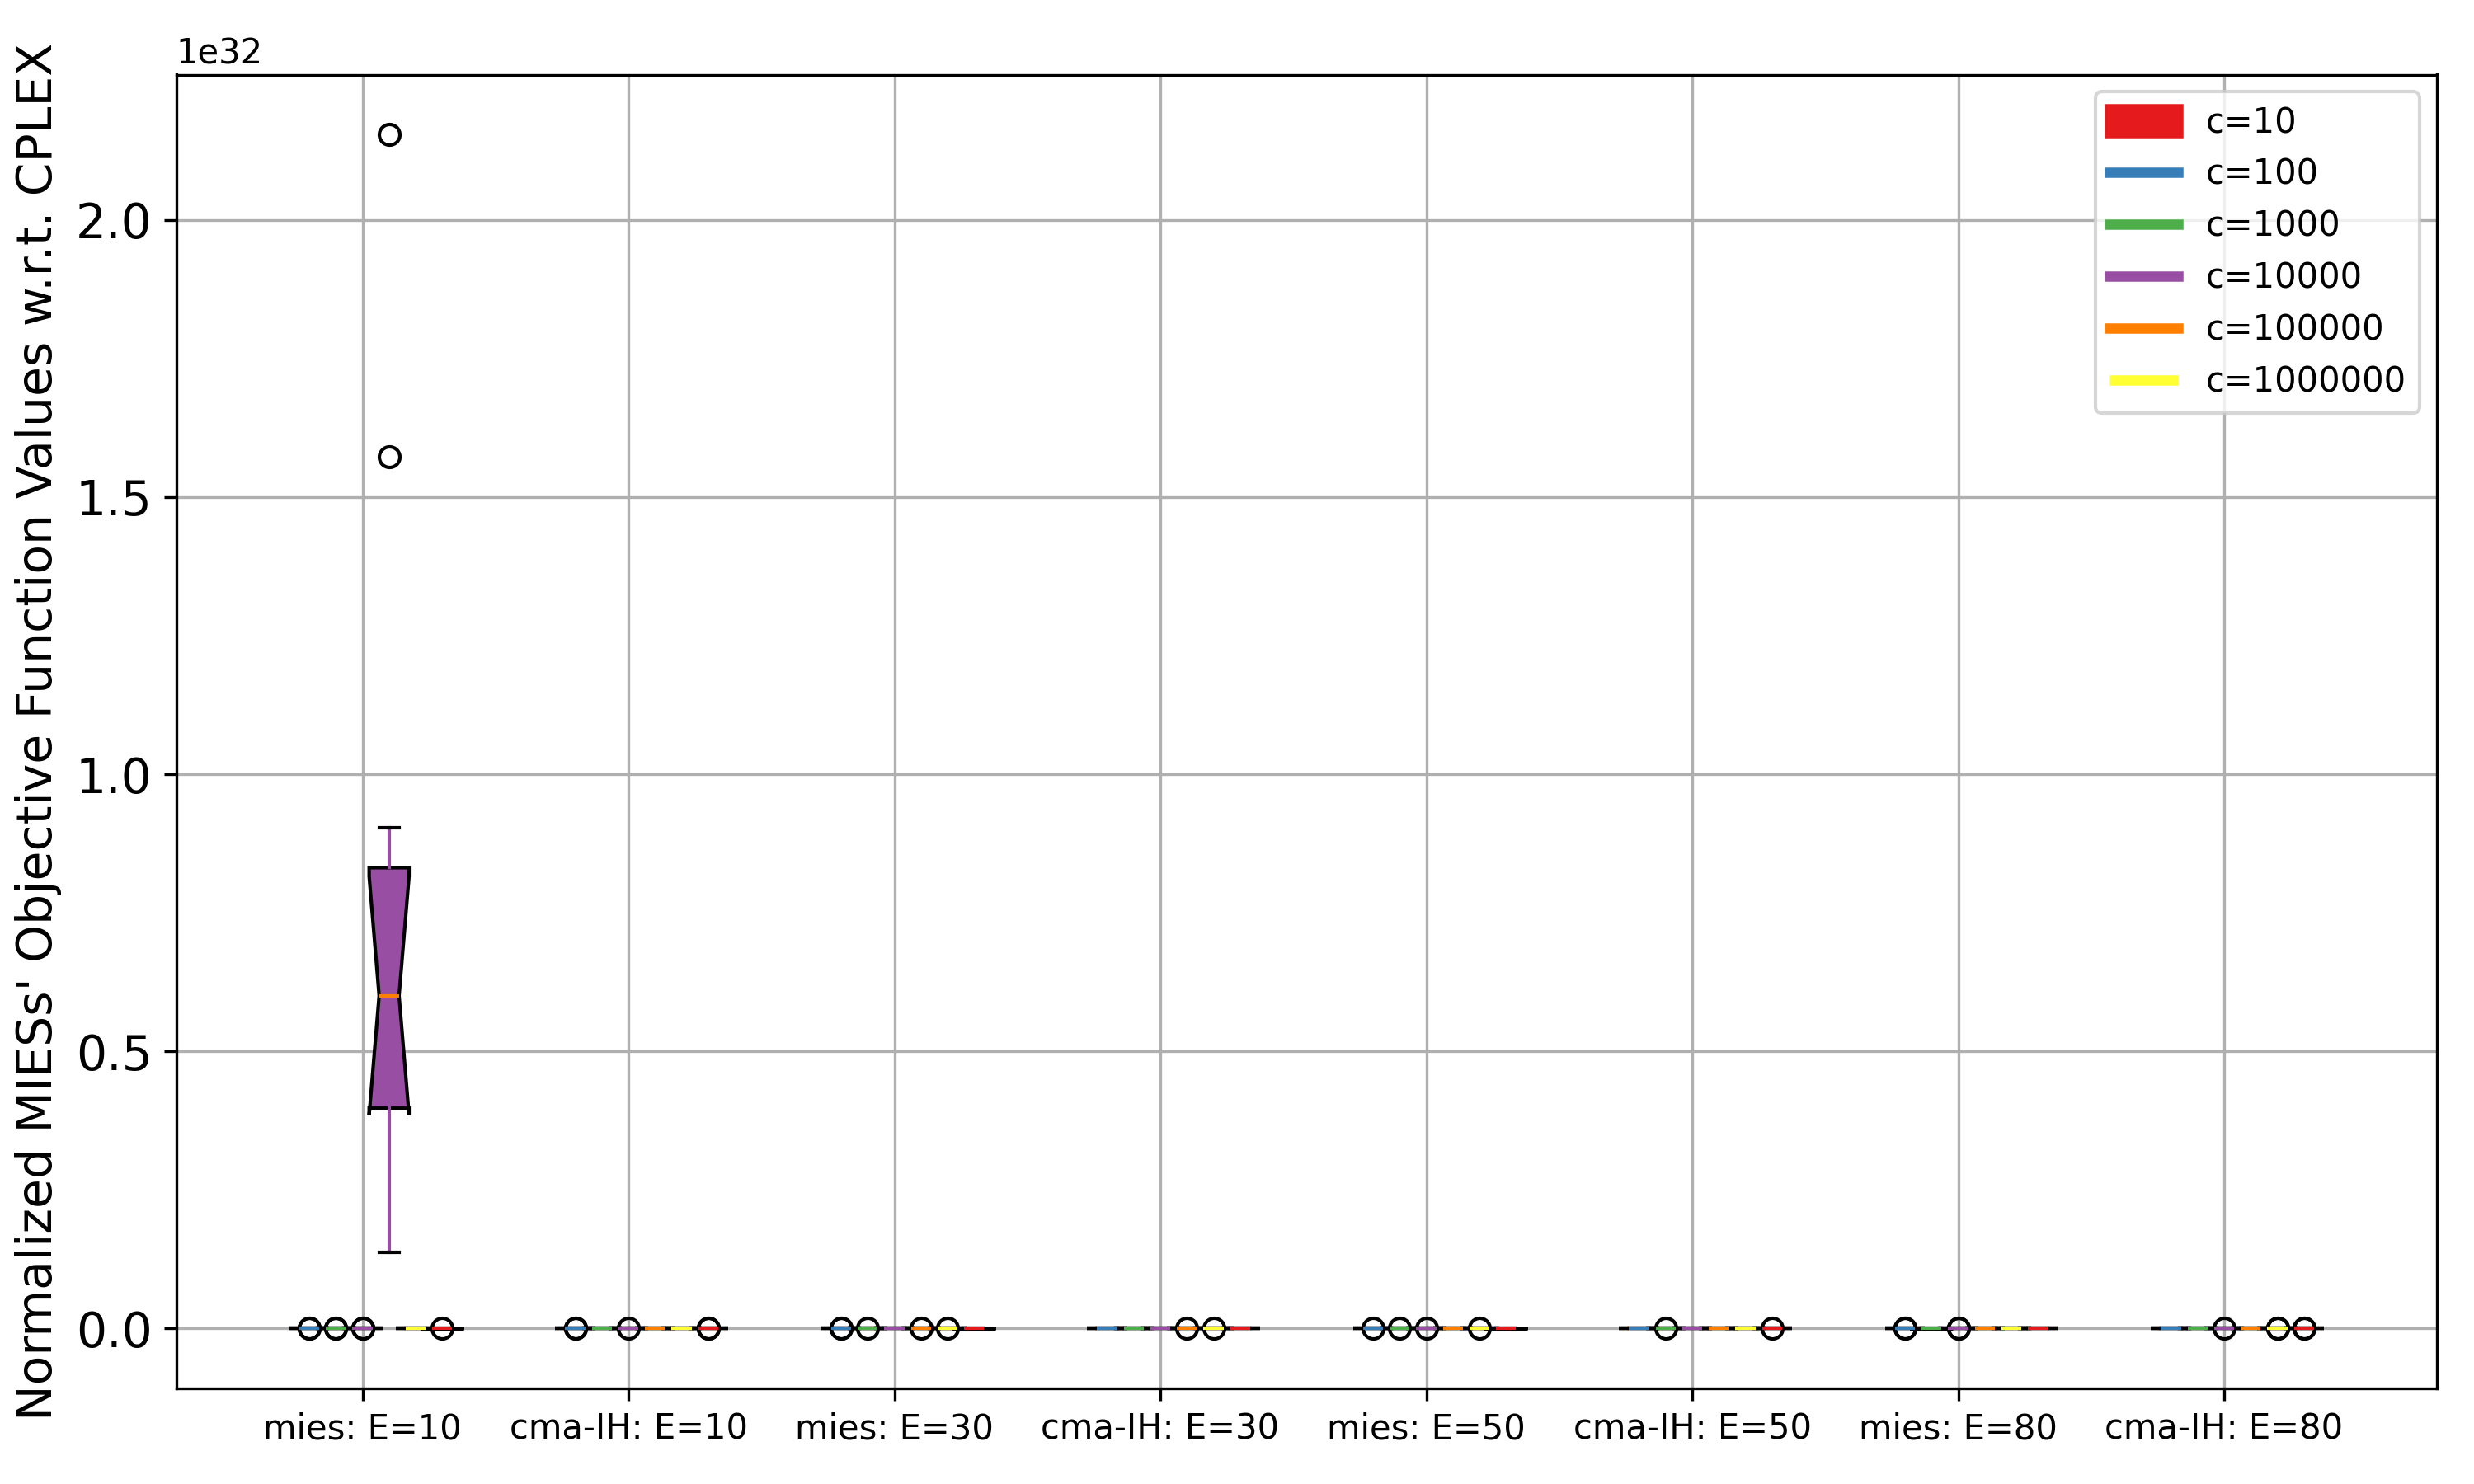 1e32
Normalized MIESs' Objective Function Values w.r.t. CPLEX
2.0
1.5
1.0
0.5
0.0
c=10
c=100
c=1000
c=10000
c=100000
c=1000000
mies: E=10 cma-IH: E=10 mies: E=30 cma-IH: E=30 mies: E=50 cma-IH: E=50 mies: E=80 cma-IH: E=80